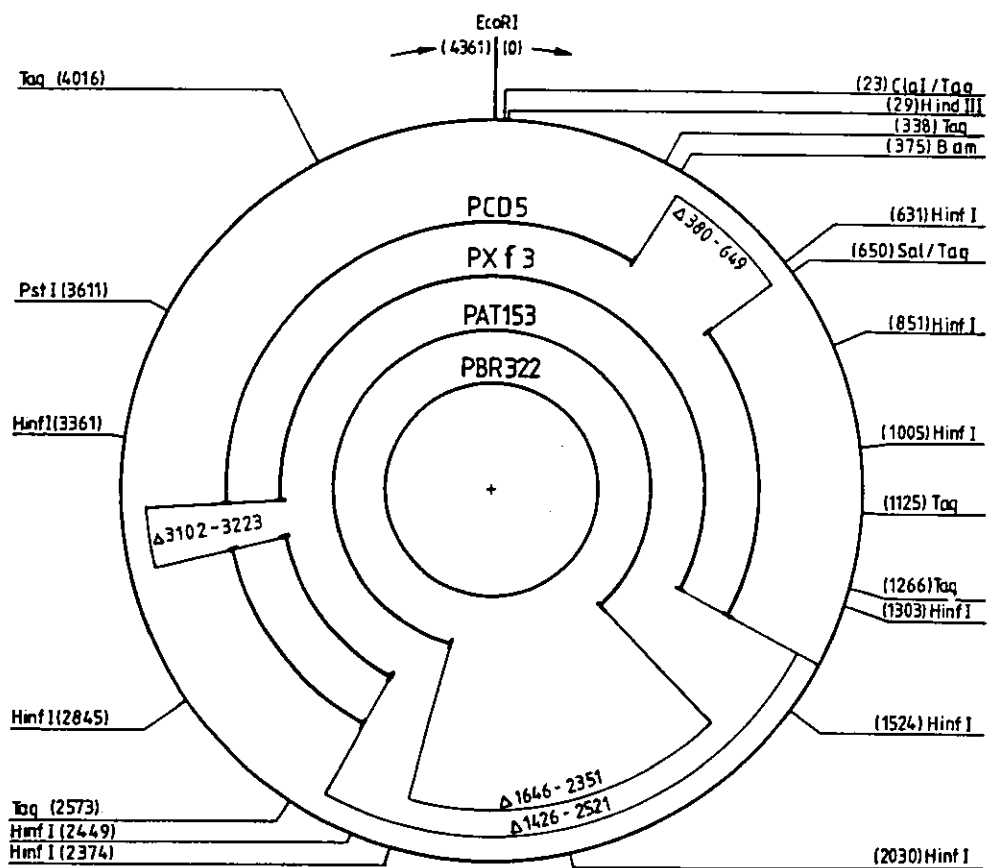 EcoRI
(4361) (0)
Taq (4016)
(23) ClaI / Taq
(29) Hind III
(338) Taq
(375) Bam
PCD5
Δ380-649
(631) Hinf I
PXf3
(650) Sal/Taq
Pst I (3611)
PAT153
(851) Hinf I
PBR322
HinfI(3361)
(1005) Hinf I
+
(1125) Taq
Δ3102-3223
(1266)Taq
(1303) Hinf I
Hinf I(2845)
(1524) Hinf I
Δ1646-2351
Δ1426-2521
Taq (2573)
Hinf I (2449)
Hinf I (2374)
(2030) Hinf I